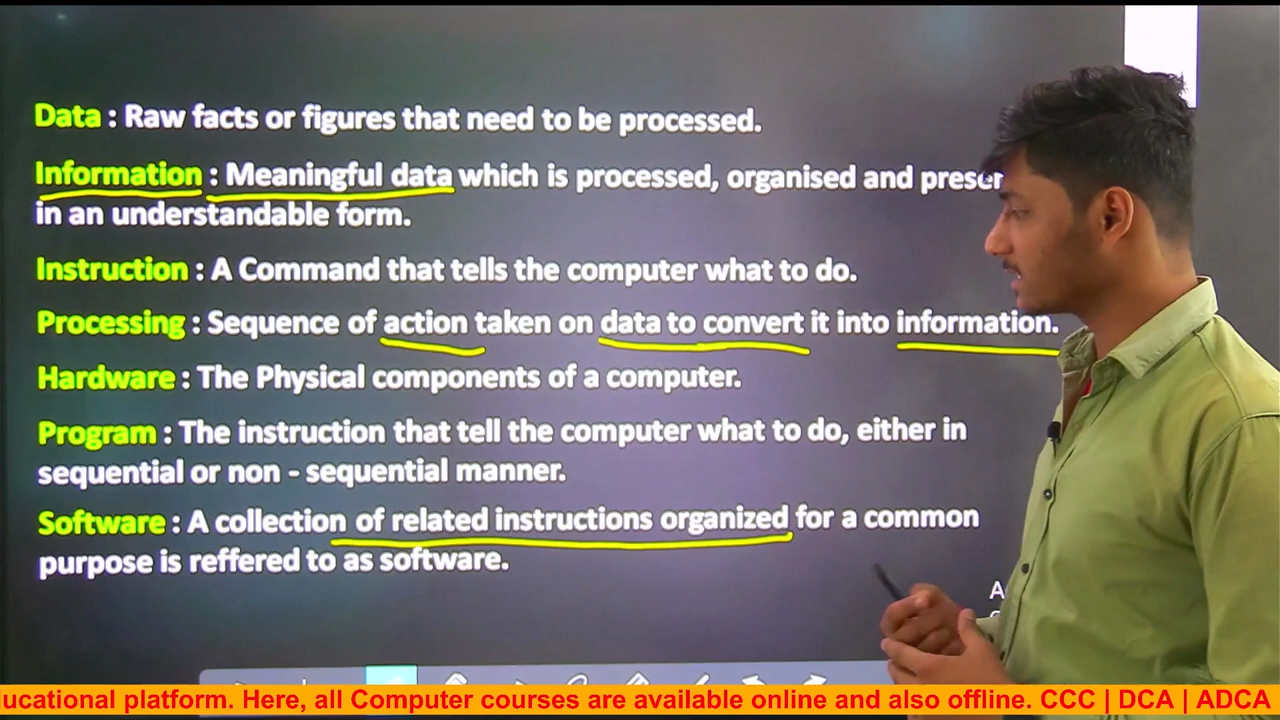 Data : Raw facts or figures that need to be processed.
Information : Meaningful data which is processed, organised and
in an understandable form.
Instruction : A Command that tells the computer what to do.
Processing : Sequence of action taken on data to convert it into information.
Hardware : The Physical components of a computer.
Program : The instruction that tell the computer what to do, either in
sequential or non - sequential manner.
Software : A collection of related instructions organized for a common
purpose is reffered to as software.
platform. Here, all Computer courses are available online and also offline. CCC | DCA | ADCA